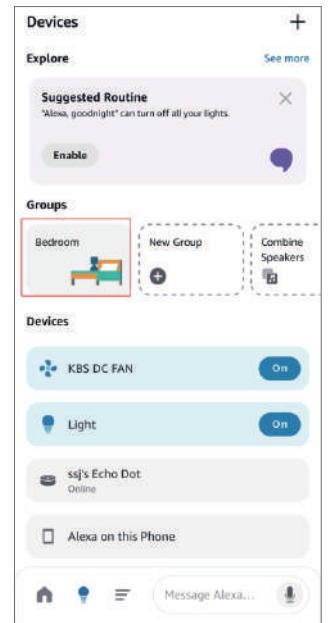 Devices
Explore
See more
Suggested Routine
"Alexa, goodnight" can turn off all your lights.
Enable
Groups
Bedroom
New Group
Combine
Speakers
Devices
KBS DC FAN
On
Light
On
ssj's Echo Dot
Online
Alexa on this Phone
Message Alexa...